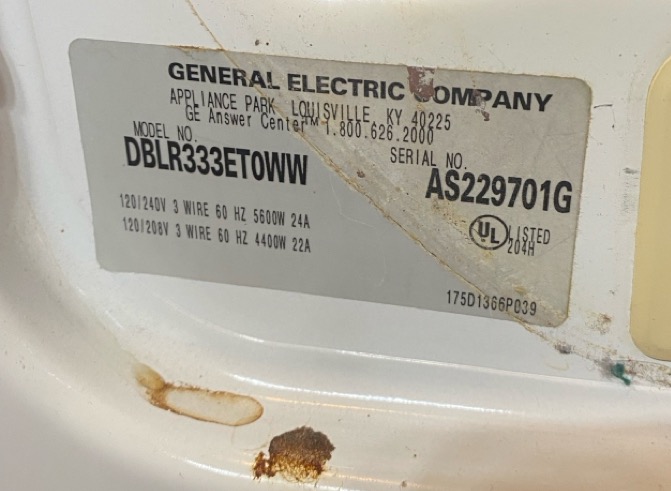 GENERAL ELECTRIC COMPANY
APPLIANCE PARK, LOUISVILLE, KY 40225
GE Answer Center™ 1.800.626.2000
MODEL NO. SERIAL NO.
DBLR333ET0WW AS229701G
120/240V 3 WIRE 60 HZ 5600W 24A
120/208V 3 WIRE 60 HZ 4400W 22A
UL LISTED
204H
175D1366P039